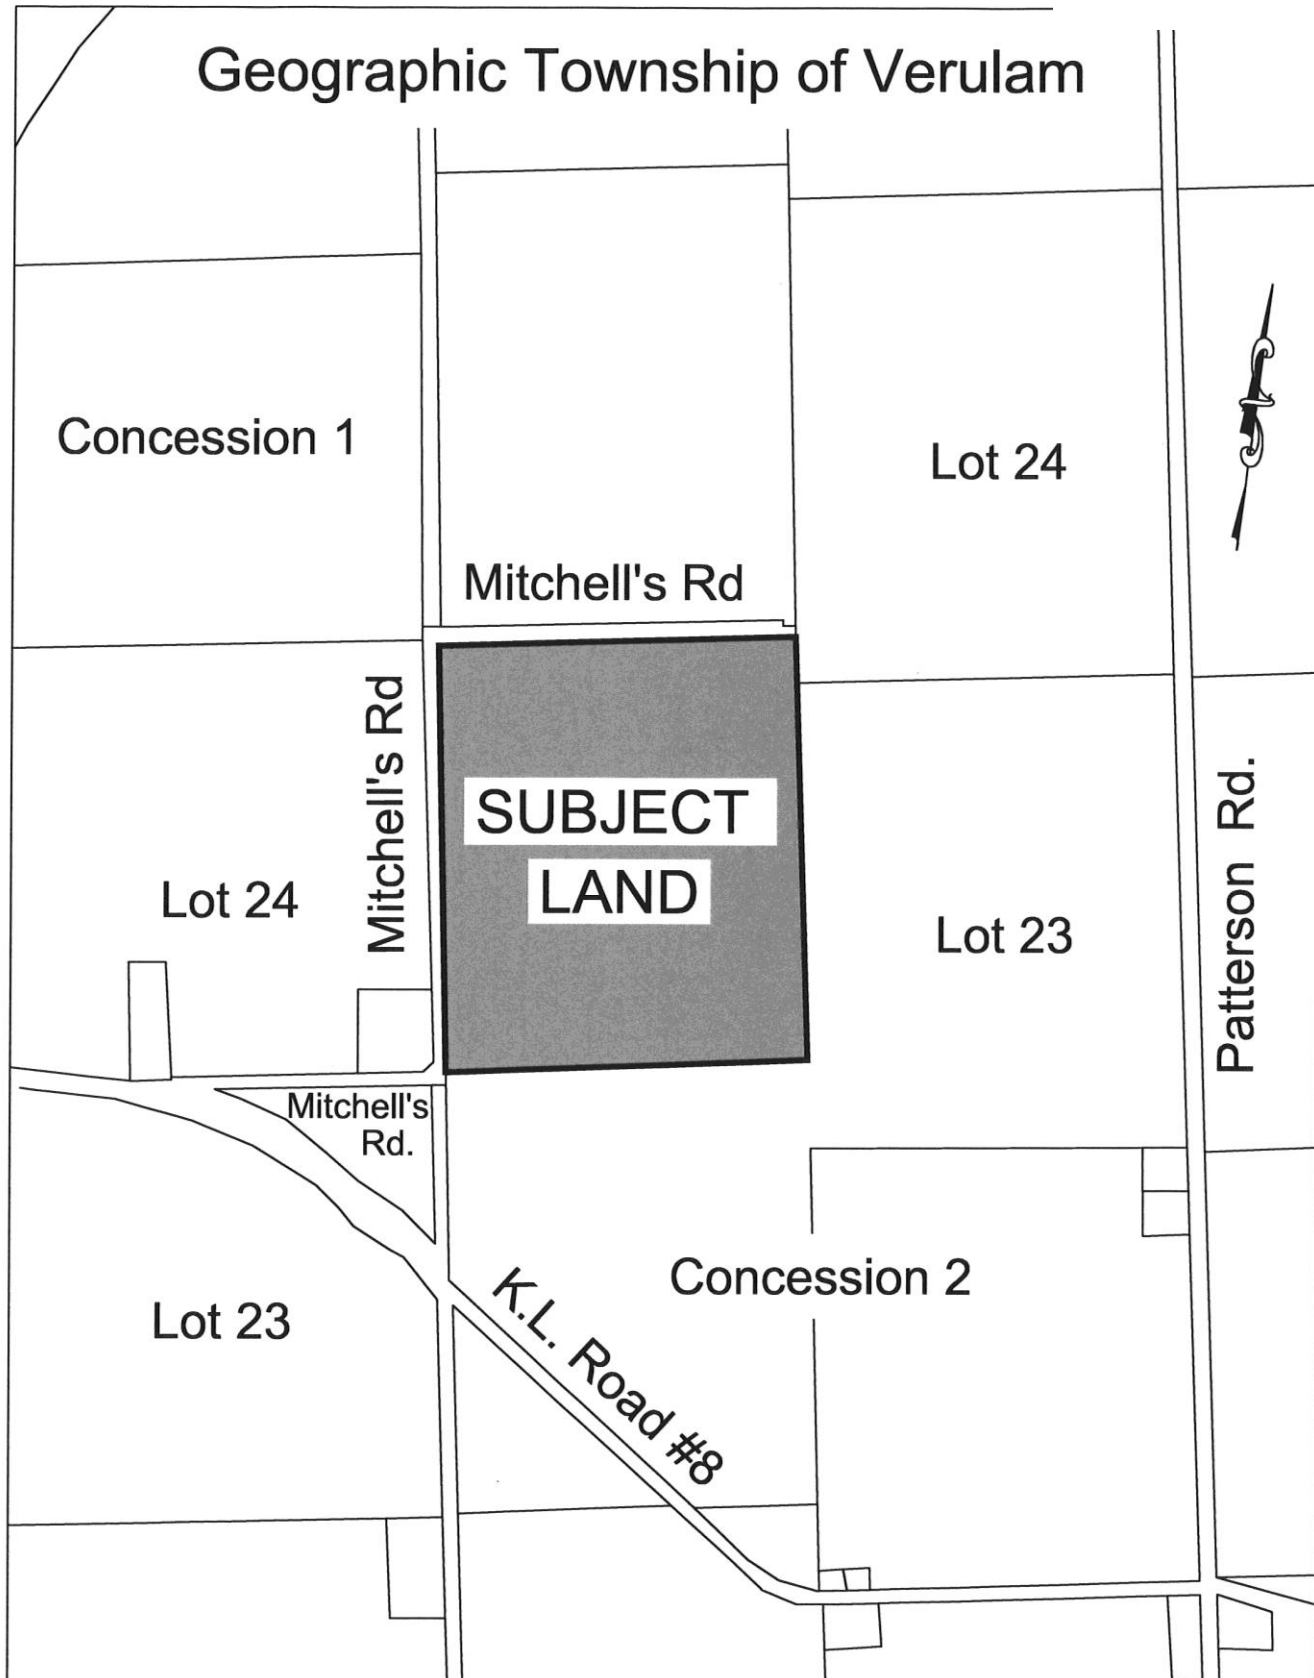 Geographic Township of Verulam
Concession 1
Lot 24
Mitchell's Rd
Mitchell's Rd
SUBJECT
LAND
Patterson Rd.
Lot 24
Lot 23
Mitchell's
Rd.
Concession 2
Lot 23
K.L. Road #8